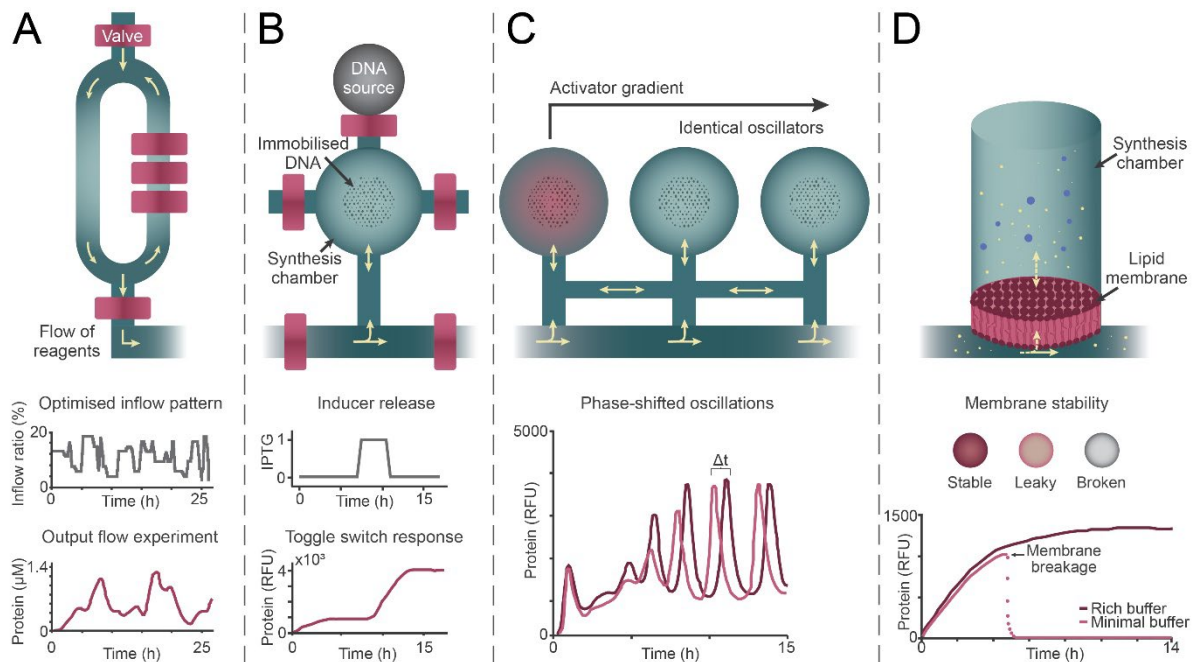 A
Valve
Flow of
reagents
Optimised inflow pattern
Inflow ratio (%)
20
0
0
25
Time (h)
Output flow experiment
Protein (µM)
1.4
0
0
25
Time (h)
B
DNA
source
Immobilised
DNA
Synthesis
chamber
Inducer release
IPTG
1
0
0
15
Time (h)
Toggle switch response
x10³
Protein (RFU)
4
0
0
15
Time (h)
C
Activator gradient
Identical oscillators
Phase-shifted oscillations
Protein (RFU)
5000
0
Δt
0
15
Time (h)
D
Synthesis
chamber
Lipid
membrane
Membrane stability
Stable
Leaky
Broken
Protein (RFU)
1500
0
Membrane
breakage
Rich buffer
Minimal buffer
0
14
Time (h)